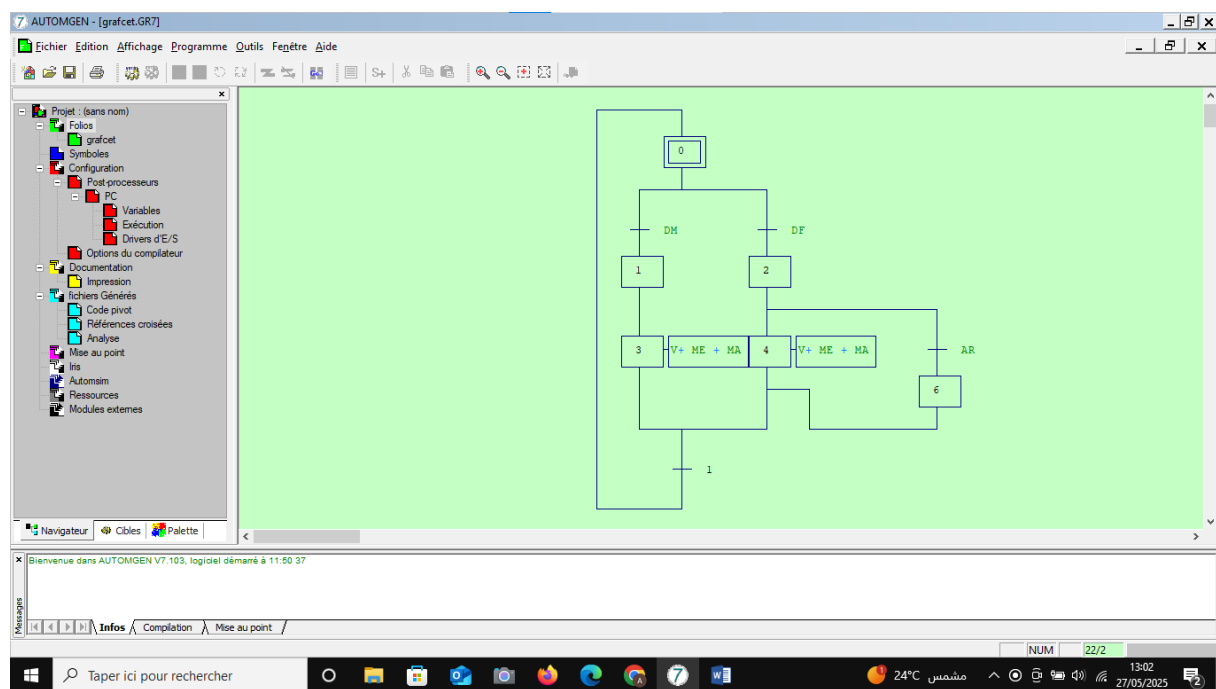 AUTOMGEN - [grafcet.GR7]
Fichier Edition Affichage Programme Outils Fenêtre Aide
S+
Projet : (sans nom)
Folios
grafcet
Symboles
Configuration
Post-processeurs
PC
Variables
Exécution
Drivers d'E/S
Options du compilateur
Documentation
Impression
fichiers Générés
Code pivot
Références croisées
Analyse
Mise au point
Iris
Automsim
Ressources
Modules externes
Navigateur Cibles Palette
0
DM DF
1 2
3 V+ ME + MA 4 V+ ME + MA AR
6
1
Bienvenue dans AUTOMGEN V7.103, logiciel démarré à 11:50 37
Messages
Infos Compilation Mise au point
NUM 22/2
Taper ici pour rechercher
24°C مشمس
13:02
27/05/2025
2